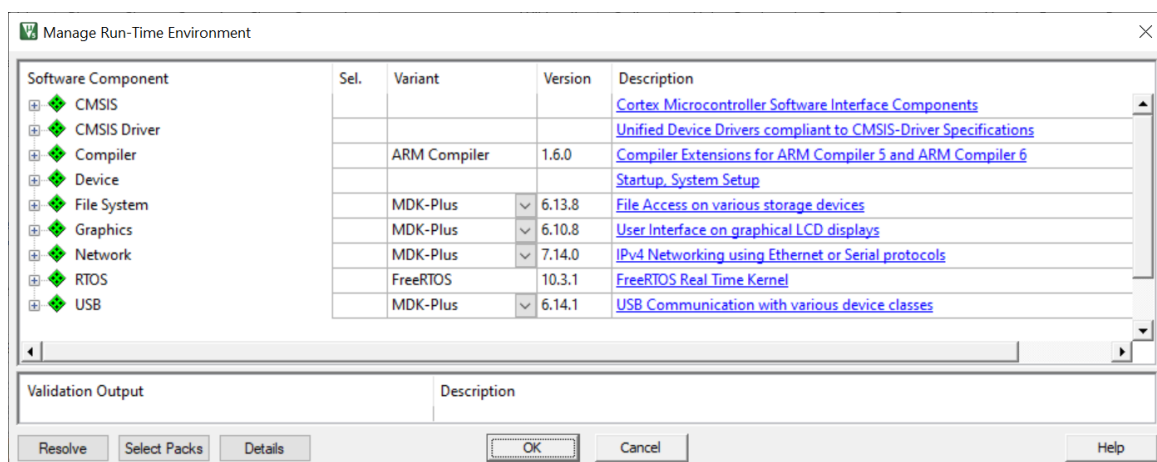 Manage Run-Time Environment
Software Component Sel. Variant Version Description
CMSIS Cortex Microcontroller Software Interface Components
CMSIS Driver Unified Device Drivers compliant to CMSIS-Driver Specifications
Compiler ARM Compiler 1.6.0 Compiler Extensions for ARM Compiler 5 and ARM Compiler 6
Device Startup, System Setup
File System MDK-Plus 6.13.8 File Access on various storage devices
Graphics MDK-Plus 6.10.8 User Interface on graphical LCD displays
Network MDK-Plus 7.14.0 IPv4 Networking using Ethernet or Serial protocols
RTOS FreeRTOS 10.3.1 FreeRTOS Real Time Kernel
USB MDK-Plus 6.14.1 USB Communication with various device classes
Validation Output Description
Resolve Select Packs Details OK Cancel Help